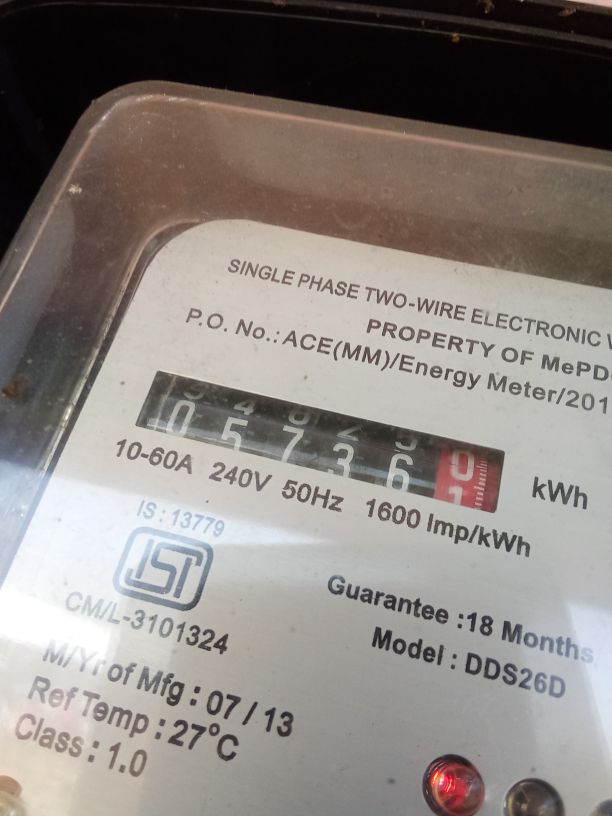 SINGLE PHASE TWO-WIRE ELECTRONIC
PROPERTY OF MePD
P.O. No.: ACE(MM)/Energy Meter/201
0 5 7 3 6 0
kWh
10-60A 240V 50Hz 1600 Imp/kWh
IS : 13779
ISI
CM/L-3101324
Guarantee :18 Months
Model : DDS26D
M/Yr of Mfg : 07 / 13
Ref Temp : 27°C
Class : 1.0